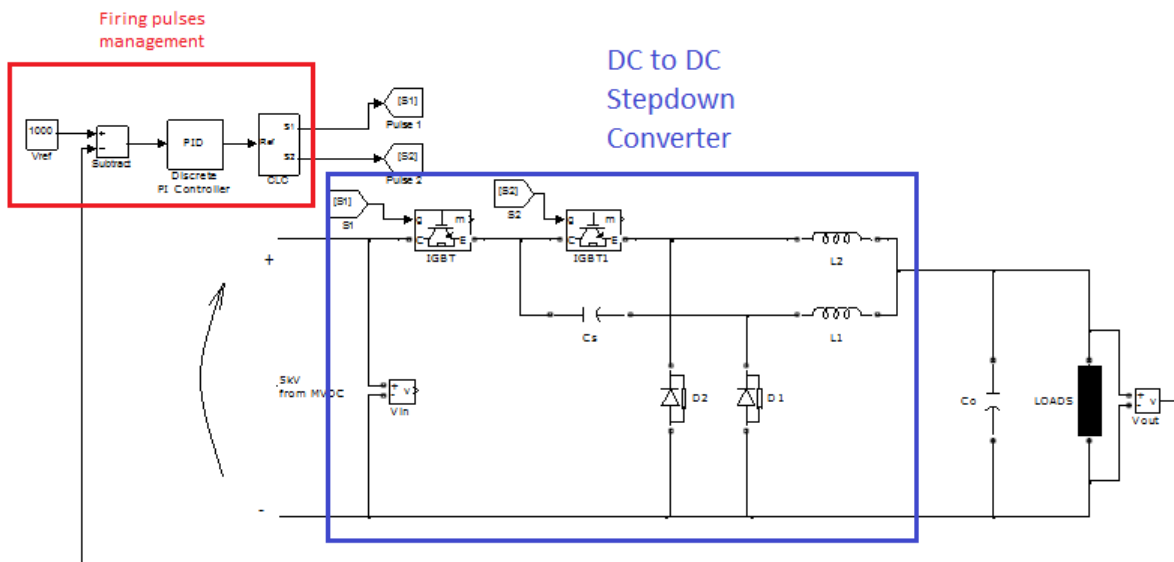 Firing pulses
management
DC to DC
Stepdown
Converter
1000
Vref
+
−
Subtract
PID
Discrete
PI Controller
Ref
S1
S2
CLC
[S1]
Pulse 1
[S2]
Pulse 2
[S1]
S1
g
m
C
E
IGBT
[S2]
S2
g
m
C
E
IGBT1
L2
L1
Cs
+
5kV
from MVDC
+
-
v
Vin
D2
D1
Co
LOADS
+
-
v
Vout
-